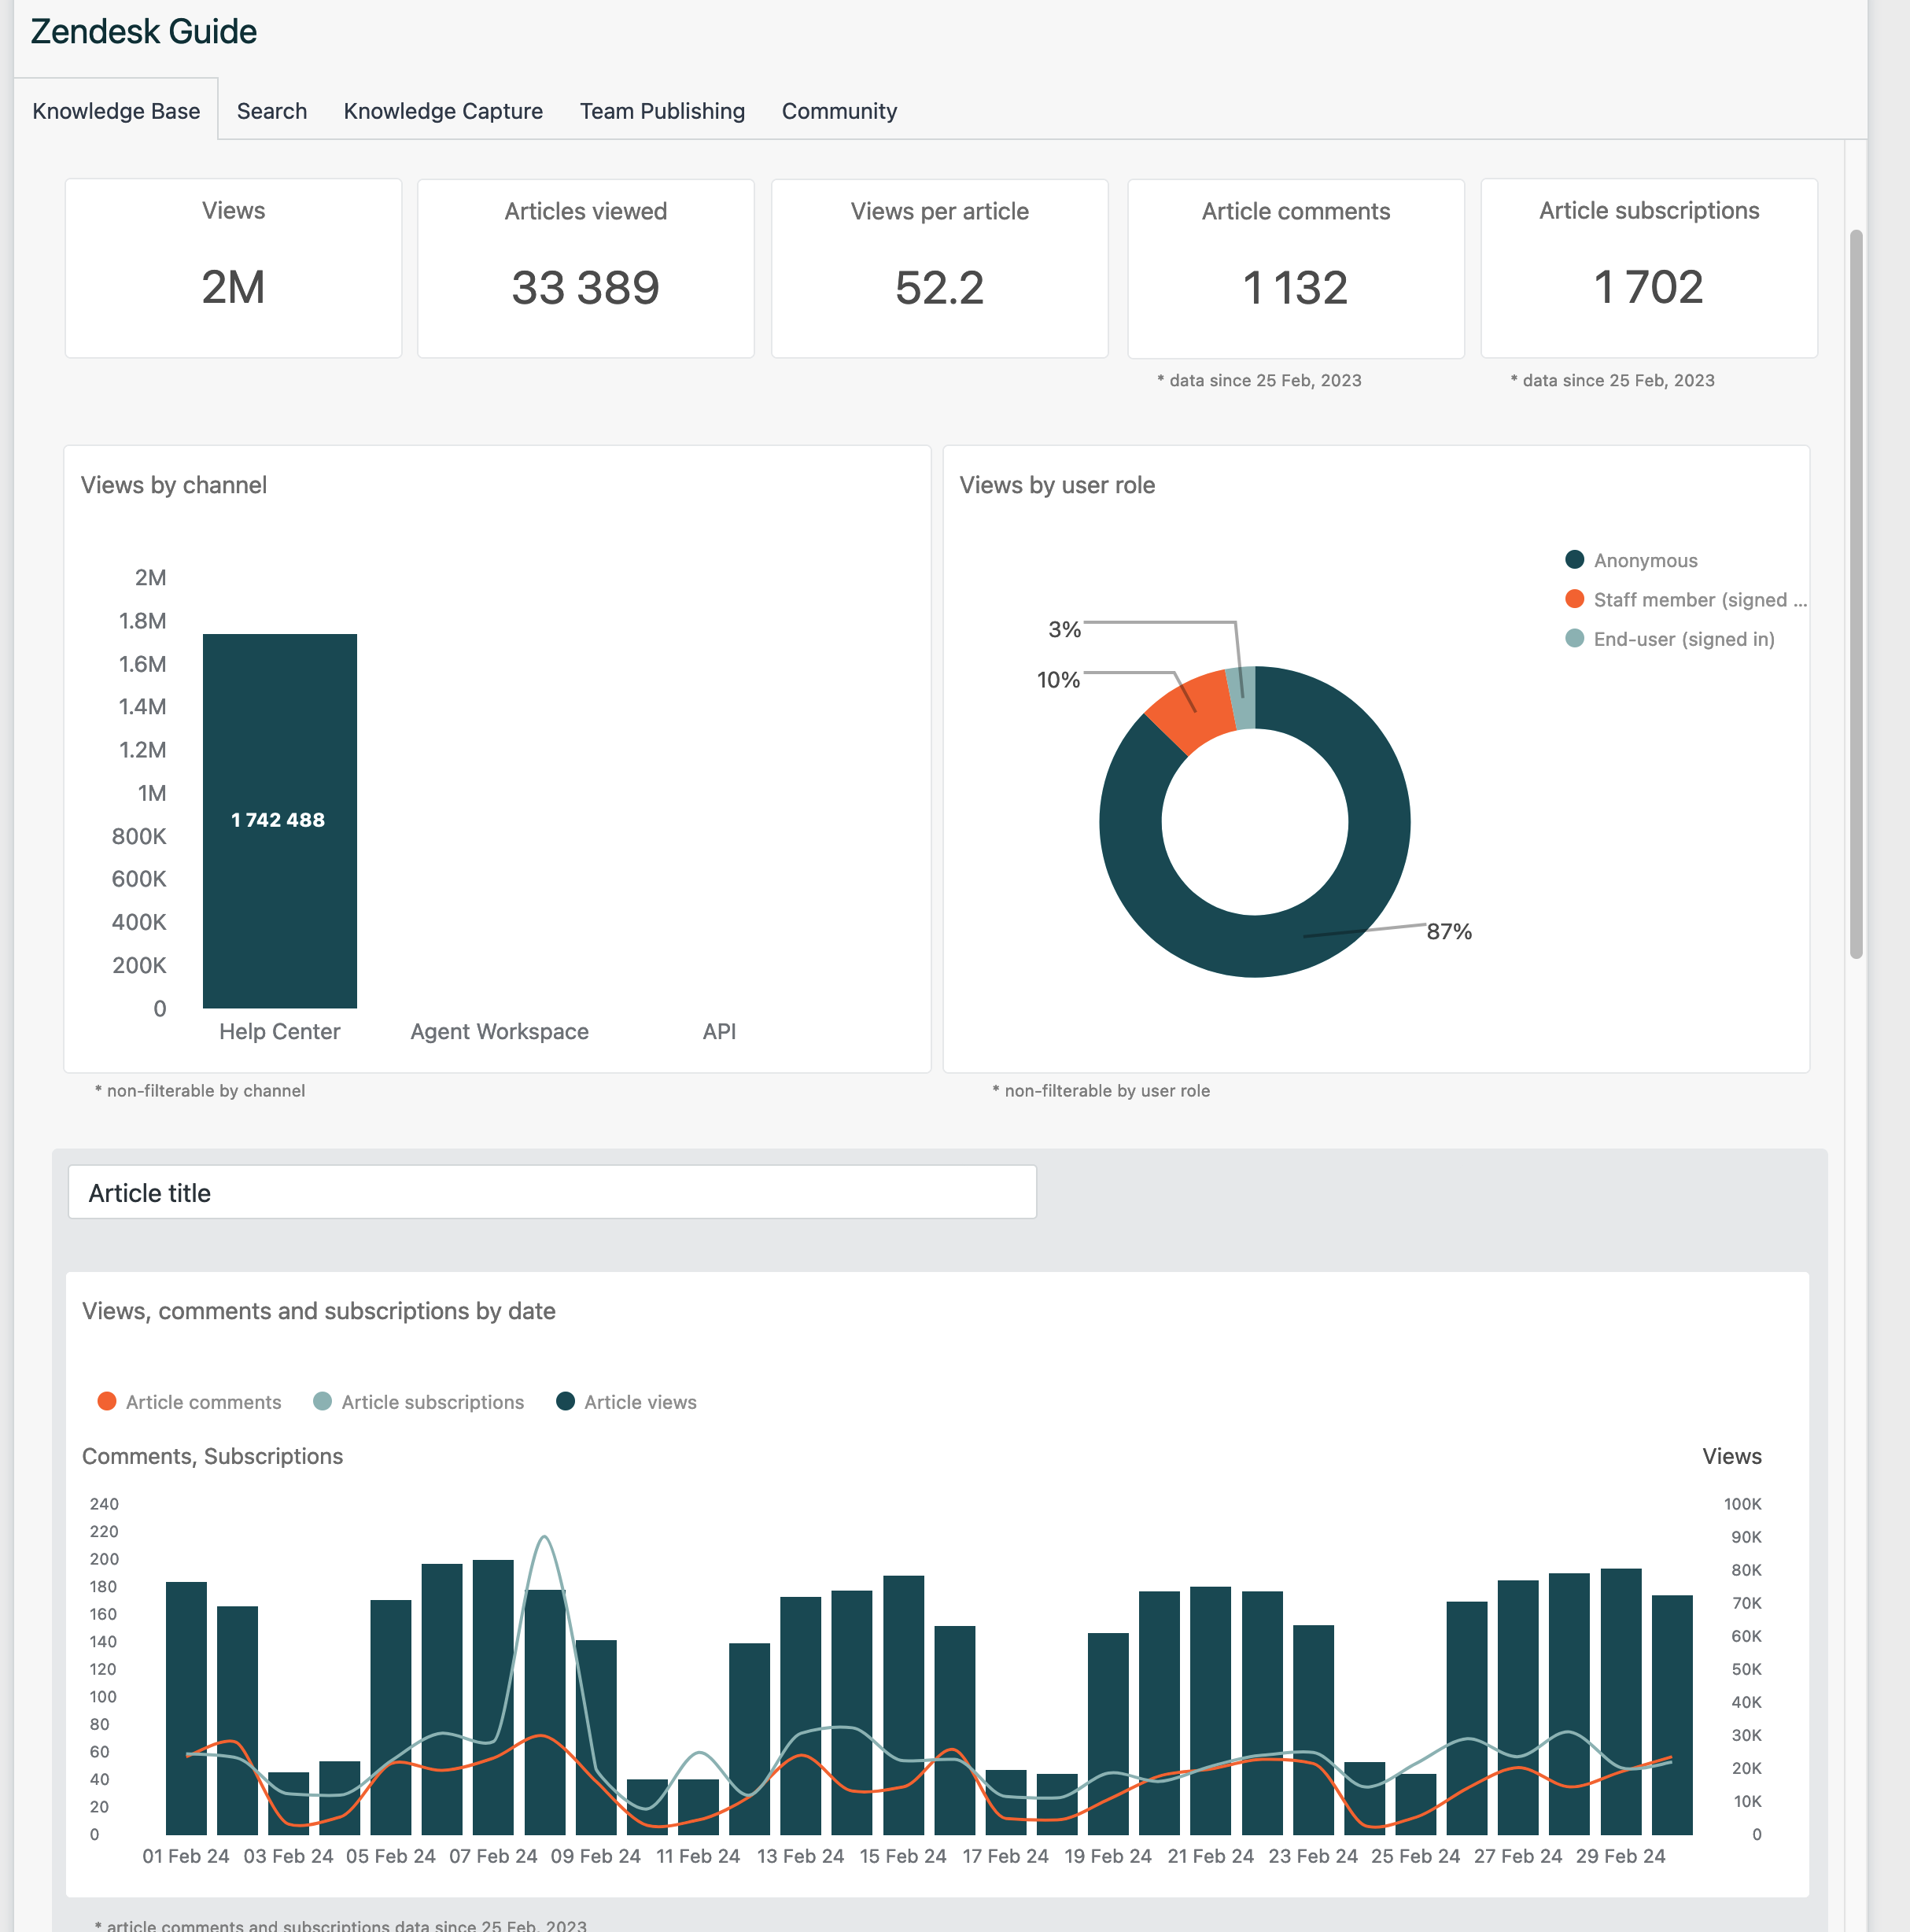 Zendesk Guide
Knowledge Base Search Knowledge Capture Team Publishing Community
Views
2M
Articles viewed
33 389
Views per article
52.2
Article comments
1 132
* data since 25 Feb, 2023
Article subscriptions
1 702
* data since 25 Feb, 2023
Views by channel
2M
1.8M
1.6M
1.4M
1.2M
1M
800K
600K
400K
200K
0
1 742 488
Help Center Agent Workspace API
* non-filterable by channel
Views by user role
Anonymous
Staff member (signed ...
End-user (signed in)
3%
10%
87%
* non-filterable by user role
Article title
Views, comments and subscriptions by date
Article comments Article subscriptions Article views
Comments, Subscriptions
Views
240
220
200
180
160
140
120
100
80
60
40
20
0
100K
90K
80K
70K
60K
50K
40K
30K
20K
10K
0
01 Feb 24 03 Feb 24 05 Feb 24 07 Feb 24 09 Feb 24 11 Feb 24 13 Feb 24 15 Feb 24 17 Feb 24 19 Feb 24 21 Feb 24 23 Feb 24 25 Feb 24 27 Feb 24 29 Feb 24
* article comments and subscriptions data since 25 Feb, 2023